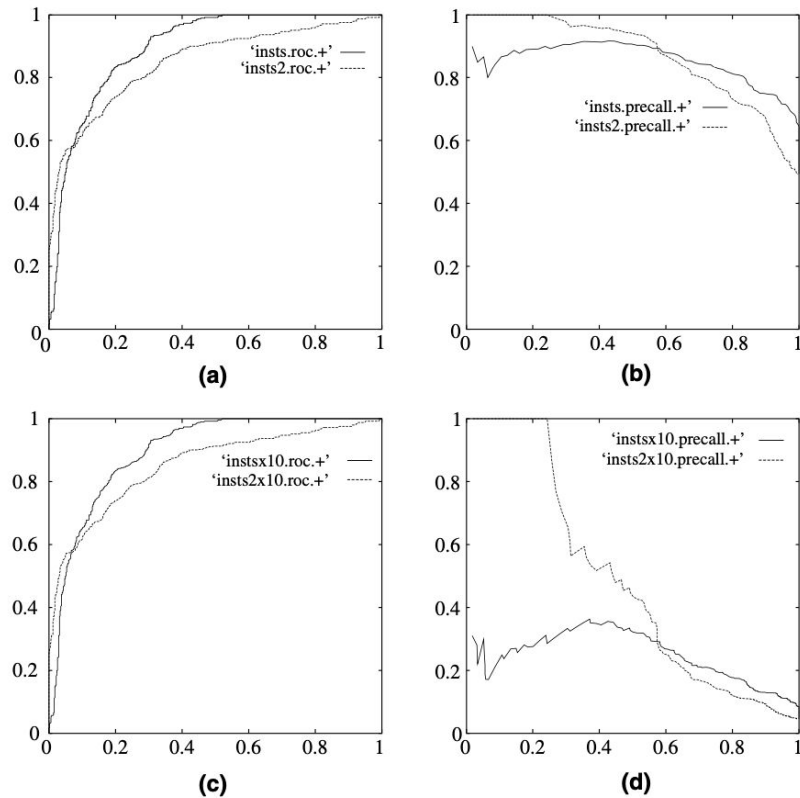 1
0.8
0.6
0.4
0.2
0
0 0.2 0.4 0.6 0.8 1
‘insts.roc.+’
‘insts2.roc.+’
(a)
1
0.8
0.6
0.4
0.2
0
0 0.2 0.4 0.6 0.8 1
‘insts.precall.+’
‘insts2.precall.+’
(b)
1
0.8
0.6
0.4
0.2
0
0 0.2 0.4 0.6 0.8 1
‘instsx10.roc.+’
‘insts2x10.roc.+’
(c)
1
0.8
0.6
0.4
0.2
0
0 0.2 0.4 0.6 0.8 1
‘instsx10.precall.+’
‘insts2x10.precall.+’
(d)